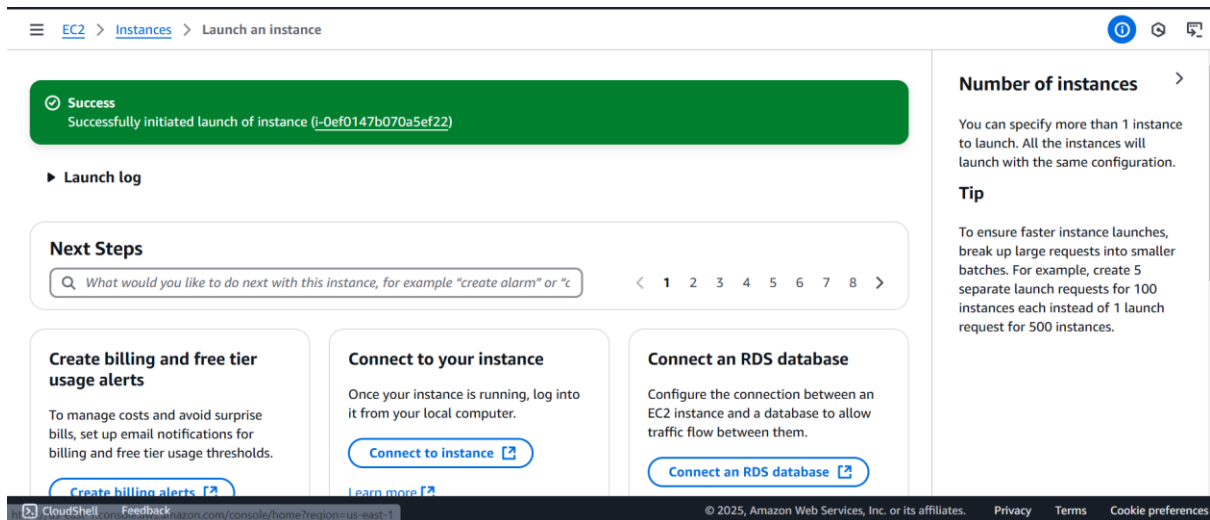 EC2 > Instances > Launch an instance
Success
Successfully initiated launch of instance (i-0ef0147b070a5ef22)
Launch log
Next Steps
What would you like to do next with this instance, for example "create alarm" or "c
1 2 3 4 5 6 7 8
Create billing and free tier
usage alerts
To manage costs and avoid surprise
bills, set up email notifications for
billing and free tier usage thresholds.
Create billing alerts
Connect to your instance
Once your instance is running, log into
it from your local computer.
Connect to instance
Learn more
Connect an RDS database
Configure the connection between an
EC2 instance and a database to allow
traffic flow between them.
Connect an RDS database
Number of instances
You can specify more than 1 instance
to launch. All the instances will
launch with the same configuration.
Tip
To ensure faster instance launches,
break up large requests into smaller
batches. For example, create 5
separate launch requests for 100
instances each instead of 1 launch
request for 500 instances.
CloudShell Feedback
© 2025, Amazon Web Services, Inc. or its affiliates. Privacy Terms Cookie preferences